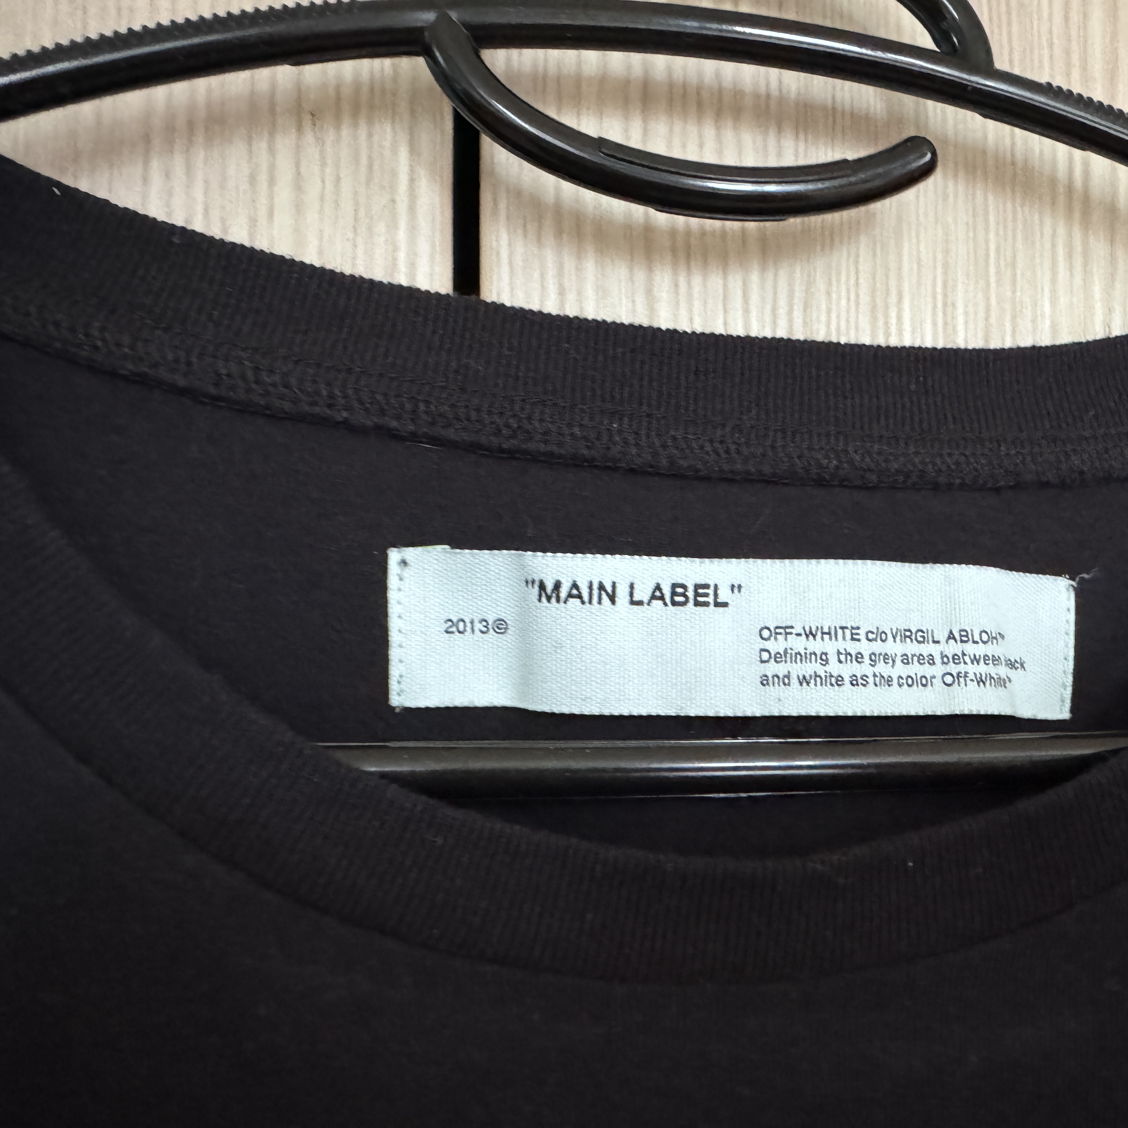 "MAIN LABEL"
2013©
OFF-WHITE c/o VIRGIL ABLOH™
Defining the grey area between
and white as the color Off-White™